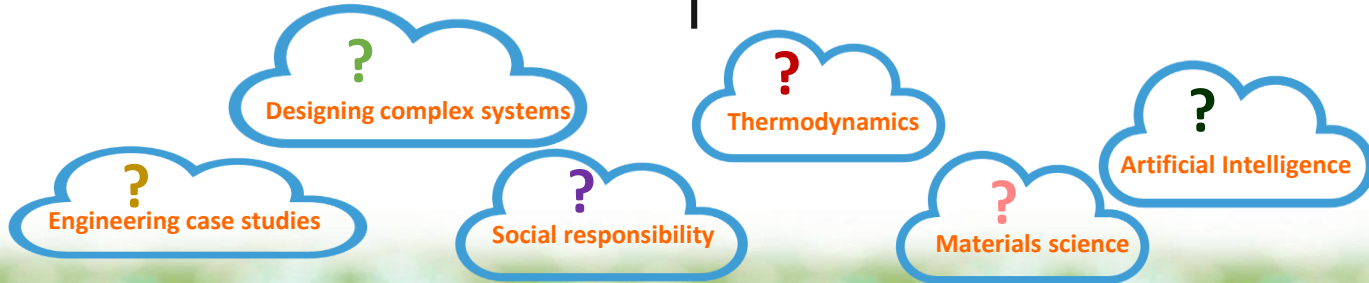 ?
Designing complex systems
?
Thermodynamics
?
Artificial Intelligence
?
Engineering case studies
?
Social responsibility
?
Materials science